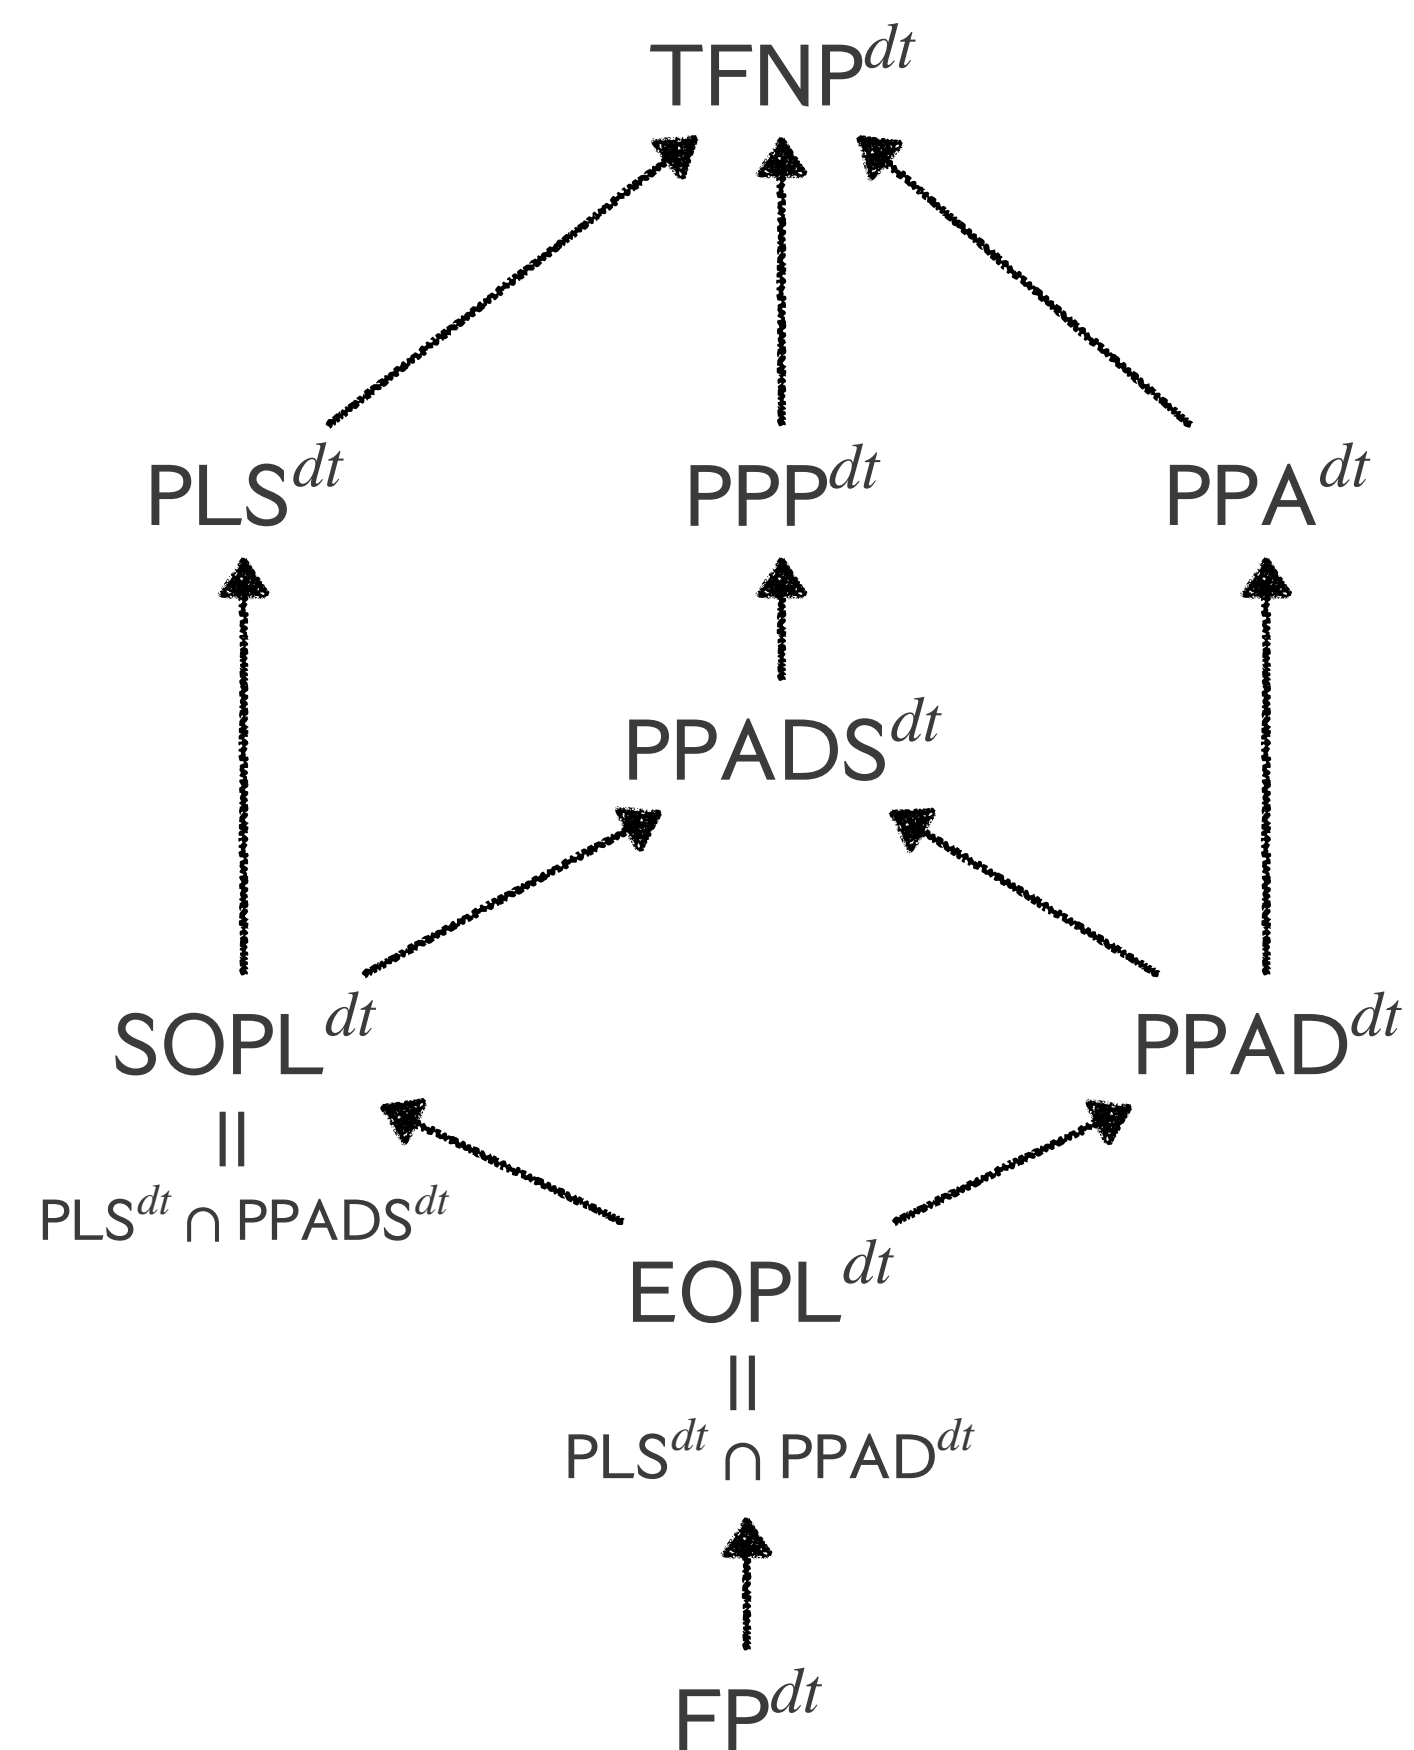 TFNP^dt
PLS^dt PPP^dt PPA^dt
PPADS^dt
SOPL^dt PPAD^dt
||
PLS^dt ∩ PPADS^dt
EOPL^dt
||
PLS^dt ∩ PPAD^dt
FP^dt